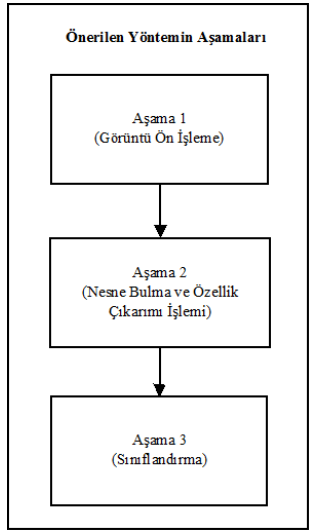 Önerilen Yöntemin Aşamaları
Aşama 1
(Görüntü Ön İşleme)
Aşama 2
(Nesne Bulma ve Özellik
Çıkarımı İşlemi)
Aşama 3
(Sınıflandırma)